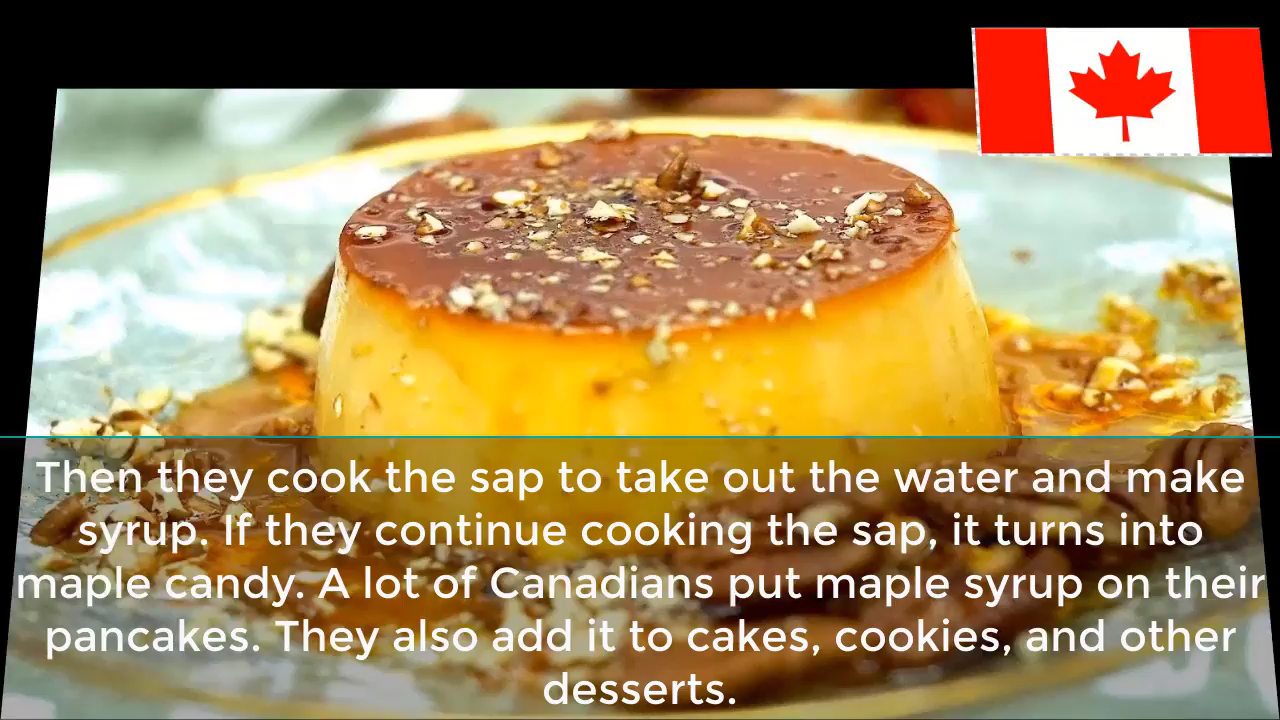 Then they cook the sap to take out the water and make
syrup. If they continue cooking the sap, it turns into
maple candy. A lot of Canadians put maple syrup on their
pancakes. They also add it to cakes, cookies, and other
desserts.